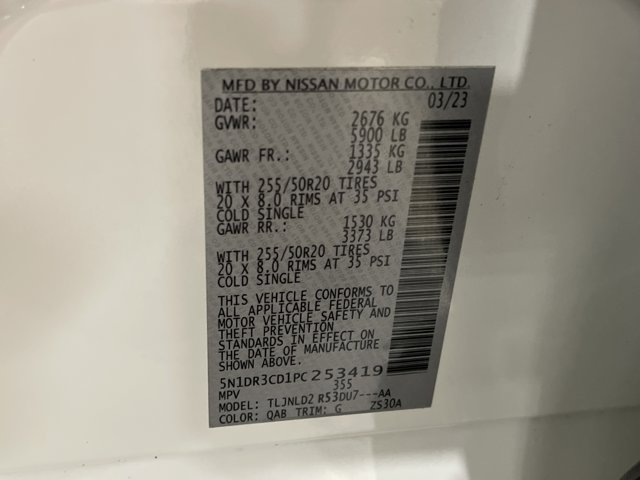 MFD BY NISSAN MOTOR CO., LTD.
DATE: 03/23
GVWR: 2676 KG
5900 LB
GAWR FR.: 1335 KG
2943 LB
WITH 255/50R20 TIRES
20 X 8.0 RIMS AT 35 PSI
COLD SINGLE
GAWR RR.: 1530 KG
3373 LB
WITH 255/50R20 TIRES
20 X 8.0 RIMS AT 35 PSI
COLD SINGLE
THIS VEHICLE CONFORMS TO
ALL APPLICABLE FEDERAL
MOTOR VEHICLE SAFETY AND
THEFT PREVENTION
STANDARDS IN EFFECT ON
THE DATE OF MANUFACTURE
SHOWN ABOVE.
5N1DR3CD1PC253419
MPV 355
MODEL: TLJNLD2 R53DU7---AA
COLOR: QAB TRIM: G ZS30A